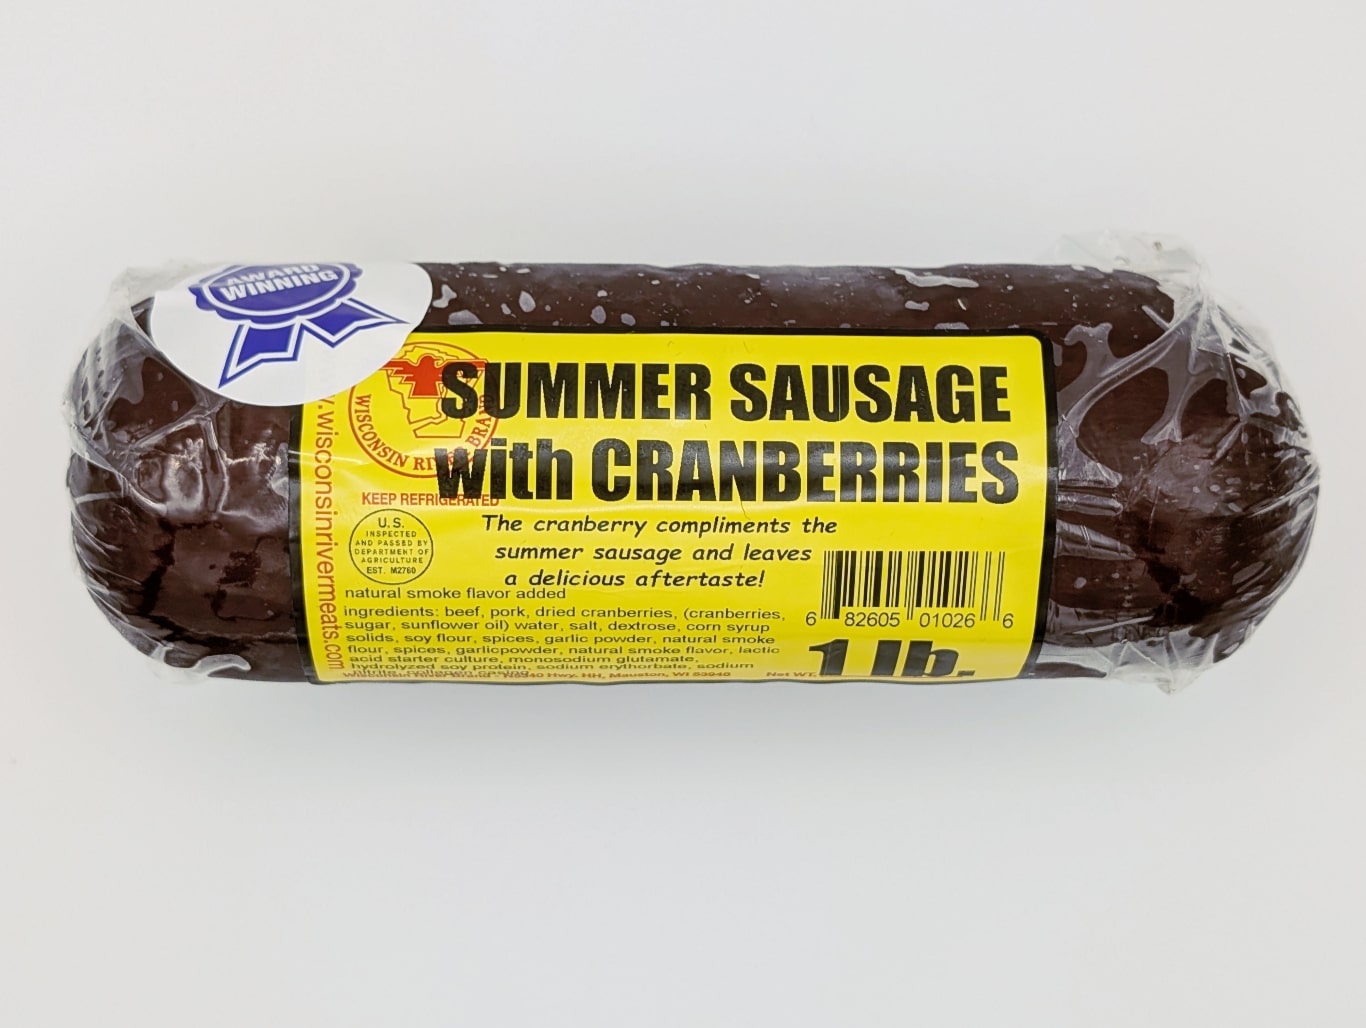 AWARD
WINNING
SUMMER SAUSAGE
with CRANBERRIES
WISCONSIN RIVER BRAND
KEEP REFRIGERATED
The cranberry compliments the
summer sausage and leaves
a delicious aftertaste!
U.S.
INSPECTED
AND PASSED BY
DEPARTMENT OF
AGRICULTURE
EST. M2760
natural smoke flavor added
ingredients: beef, pork, dried cranberries, (cranberries,
sugar, sunflower oil) water, salt, dextrose, corn syrup
solids, soy flour, spices, garlic powder, natural smoke
flour, spices, garlicpowder, natural smoke flavor, lactic
acid starter culture, monosodium glutamate,
hydrolyzed soy protein, sodium erythorbate, sodium
nitrite, collagen casing
Hwy. HH, Mauston, WI 53948
Net WT.
1 lb.
6 82605 01026 6
.wisconsinrivermeats.com